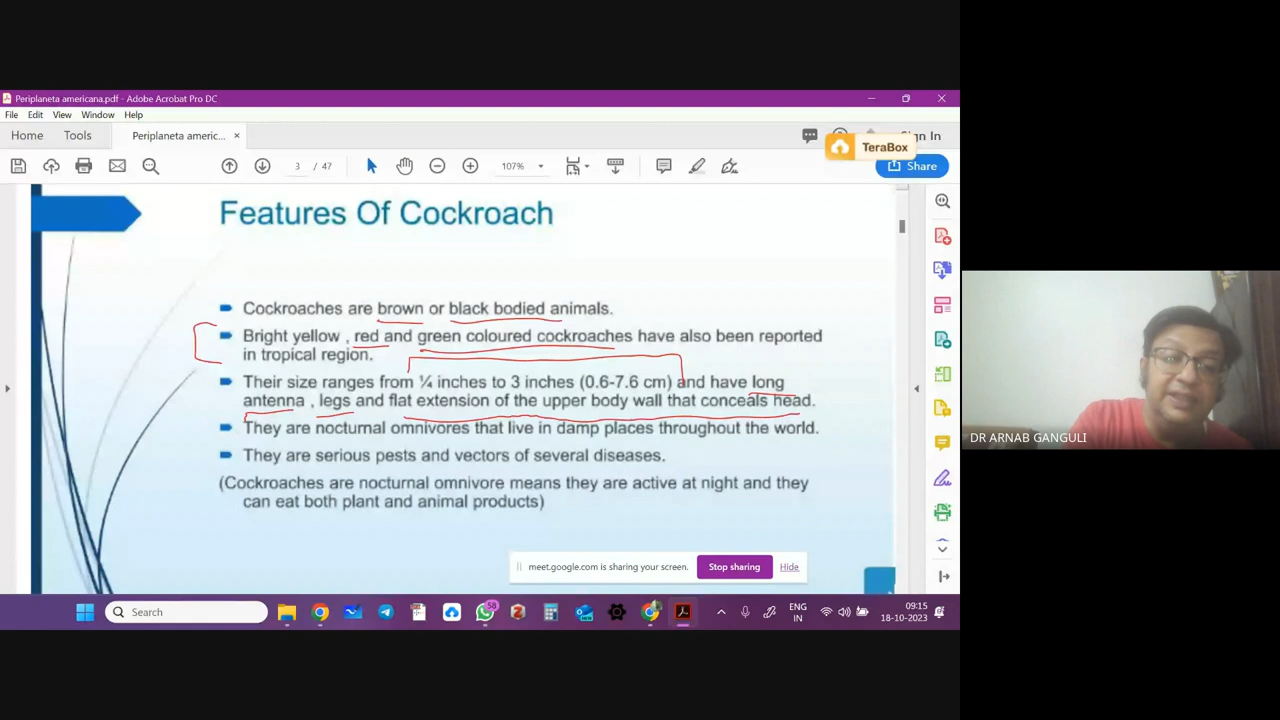 Periplaneta americana.pdf - Adobe Acrobat Pro DC
File Edit View Window Help
Home Tools Periplaneta americ... × Sign In
TeraBox
3 / 47 107% Share
Features Of Cockroach
Cockroaches are brown or black bodied animals.
Bright yellow , red and green coloured cockroaches have also been reported
in tropical region.
Their size ranges from ¼ inches to 3 inches (0.6-7.6 cm) and have long
antenna , legs and flat extension of the upper body wall that conceals head.
They are nocturnal omnivores that live in damp places throughout the world.
They are serious pests and vectors of several diseases.
(Cockroaches are nocturnal omnivore means they are active at night and they
can eat both plant and animal products)
DR ARNAB GANGULI
meet.google.com is sharing your screen. Stop sharing Hide
Search 58 ENG 09:15
IN 18-10-2023